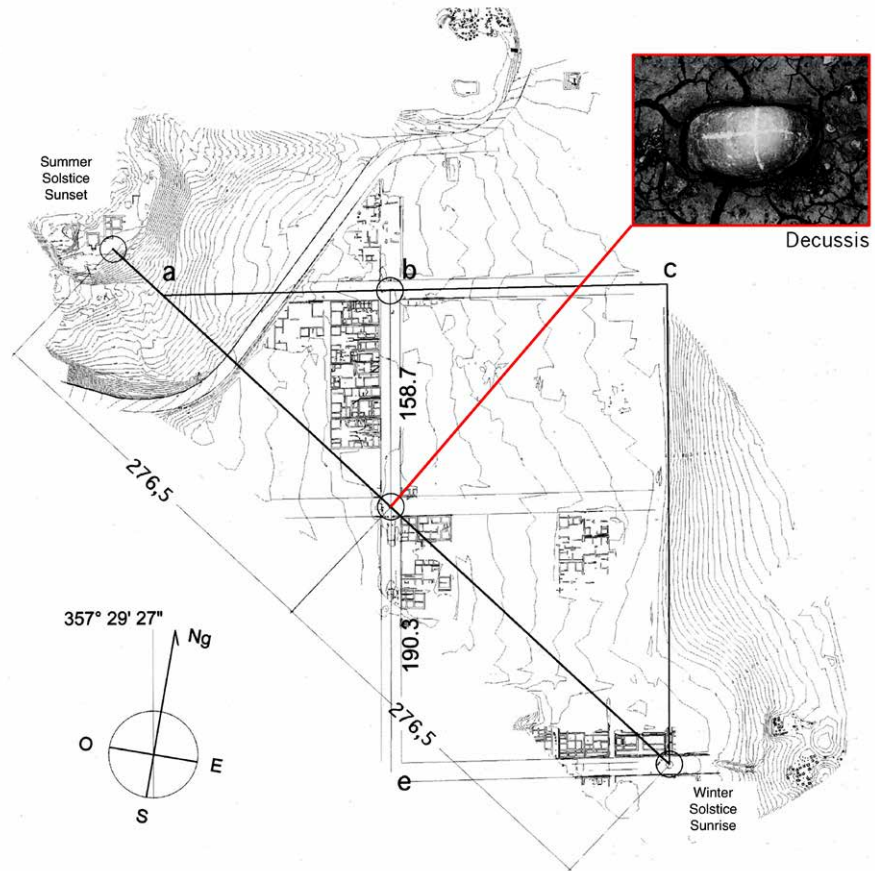 Summer
Solstice
Sunset
a
b
c
Decussis
158.7
276,5
190.3
276,5
357° 29' 27"
Ng
O
E
S
e
Winter
Solstice
Sunrise